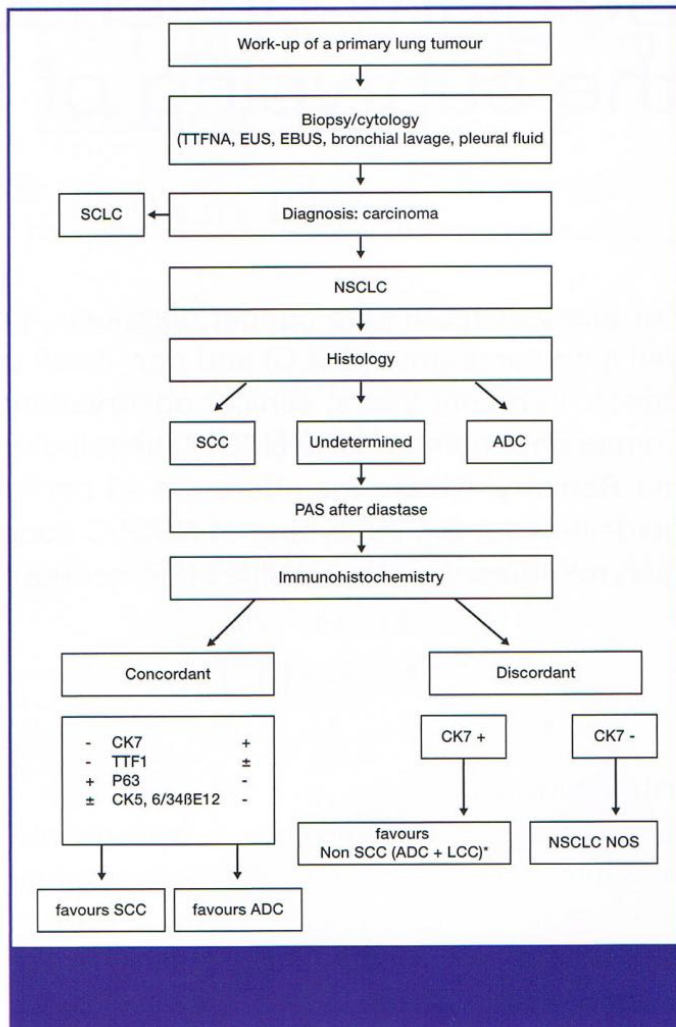 Work-up of a primary lung tumour
Biopsy/cytology
(TTFNA, EUS, EBUS, bronchial lavage, pleural fluid
SCLC
Diagnosis: carcinoma
NSCLC
Histology
SCC
Undetermined
ADC
PAS after diastase
Immunohistochemistry
Concordant
Discordant
- CK7 +
- TTF1 ±
+ P63 -
± CK5, 6/34ßE12 -
CK7 +
CK7 -
favours
Non SCC (ADC + LCC)*
NSCLC NOS
favours SCC
favours ADC